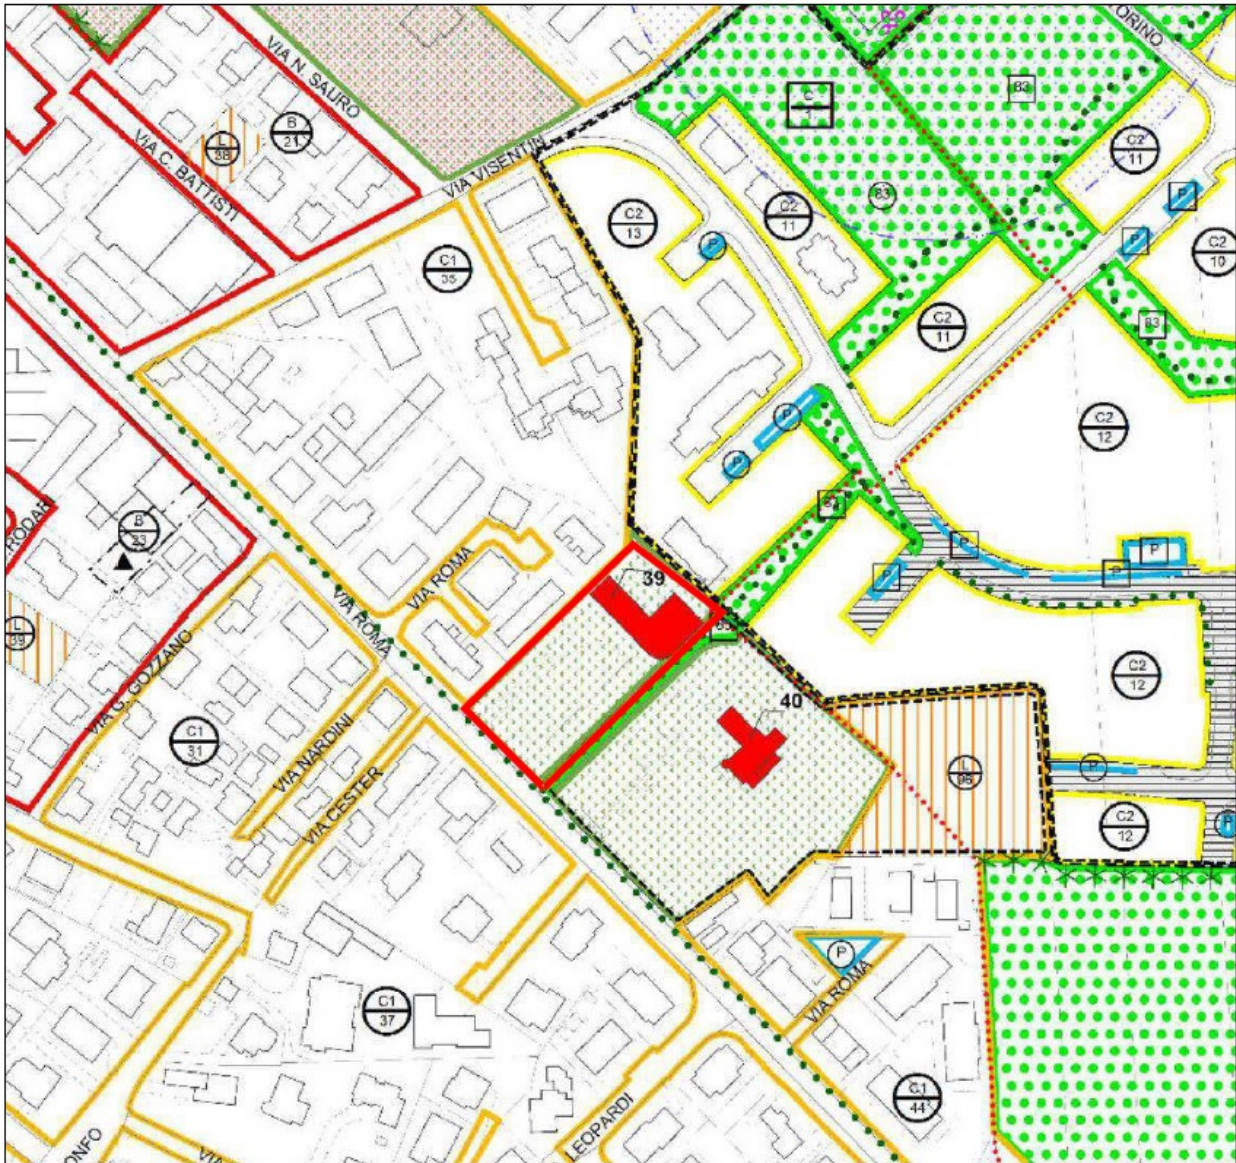 ORINO
VIA N. SAURO
83
C
1
B
21
L
38
VIA C. BATTISTI
VIA VISENTIN
C2
11
P
83
C2
13
C2
11
P
P
C2
10
C1
35
C2
11
83
P
C2
12
P
RODARI
B
23
P
P
P
VIA ROMA
39
P
VIA ROMA
L
39
VIA G. GOZZANO
C2
12
40
C1
31
VIA NARDINI
VIA CESTER
L
96
P
C2
12
P
P
VIA ROMA
C1
37
C1
44
LEOPARDI
ONFO
VIA